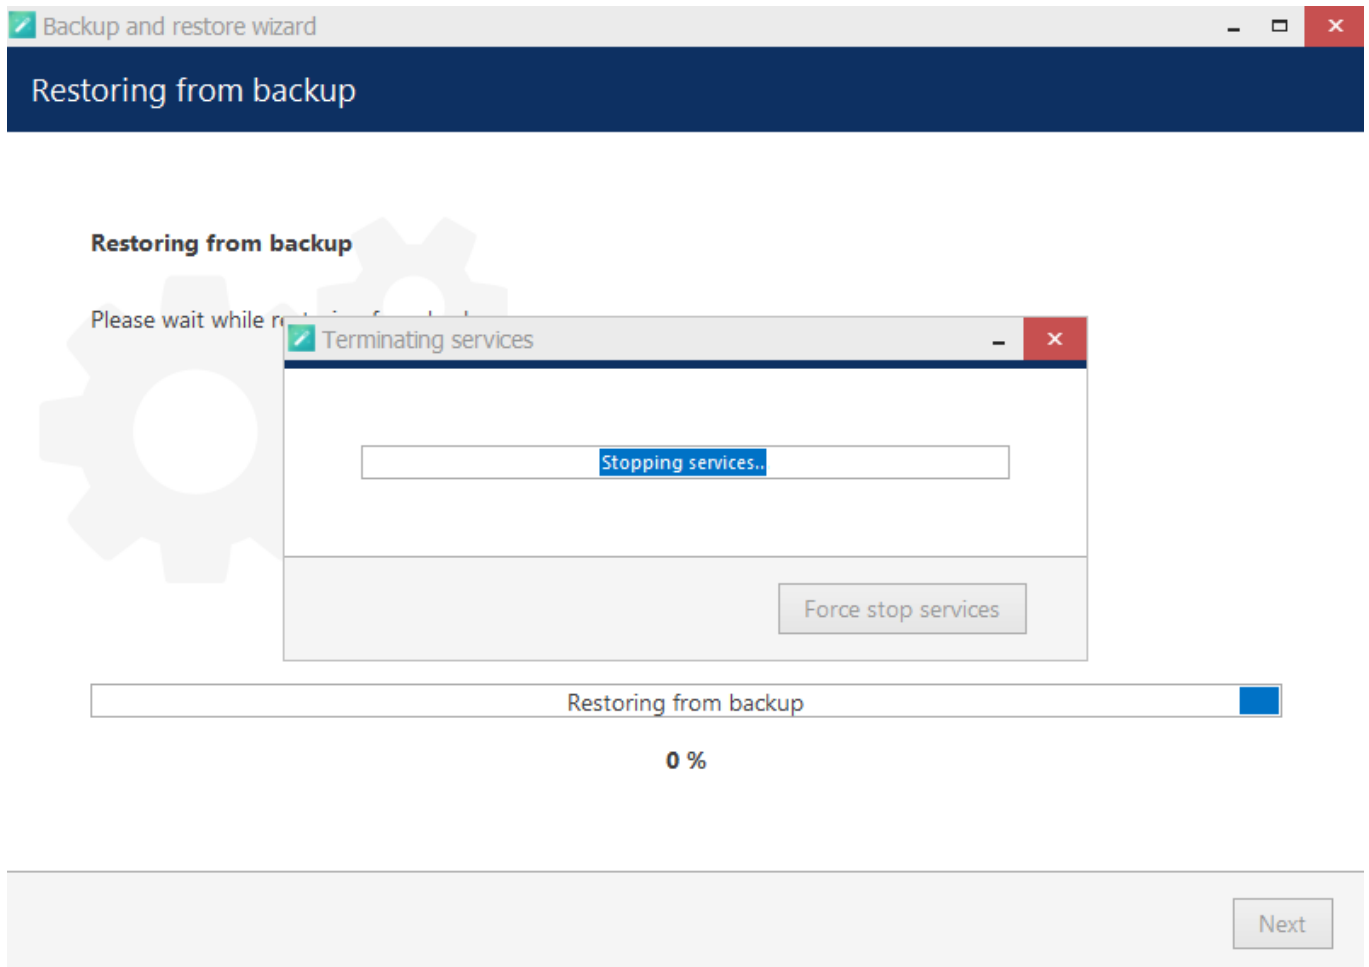 Backup and restore wizard
Restoring from backup
Restoring from backup
Please wait while
Terminating services
Stopping services..
Force stop services
Restoring from backup
0 %
Next